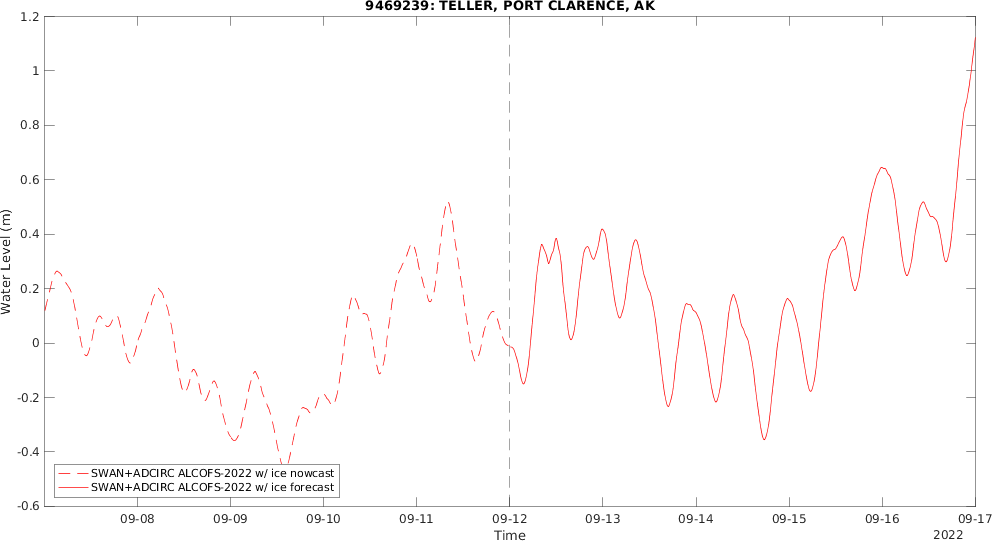 9469239: TELLER, PORT CLARENCE, AK
1.2
1
0.8
0.6
0.4
0.2
0
-0.2
-0.4
-0.6
Water Level (m)
SWAN+ADCIRC ALCOFS-2022 w/ ice nowcast
SWAN+ADCIRC ALCOFS-2022 w/ ice forecast
09-08 09-09 09-10 09-11 09-12 09-13 09-14 09-15 09-16 09-17
Time
2022